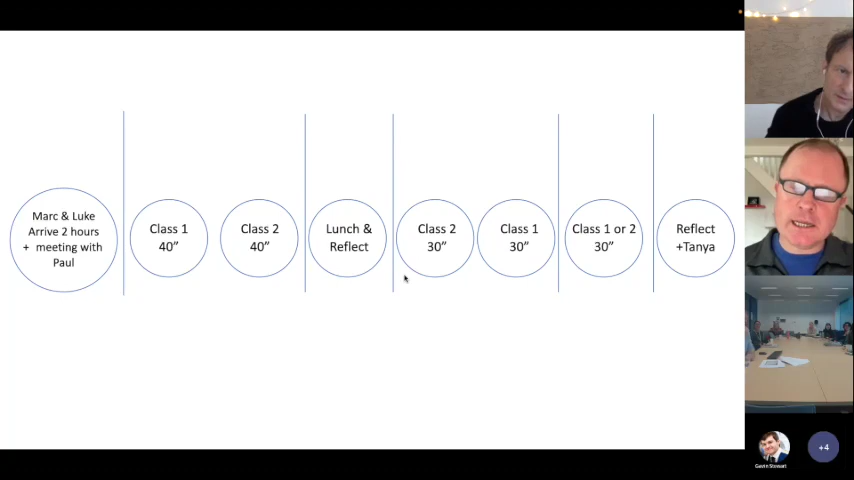 Marc & Luke
Arrive 2 hours
+ meeting with
Paul
Class 1
40”
Class 2
40”
Lunch &
Reflect
Class 2
30”
Class 1
30”
Class 1 or 2
30”
Reflect
+Tanya
Gavin Stewart
+4